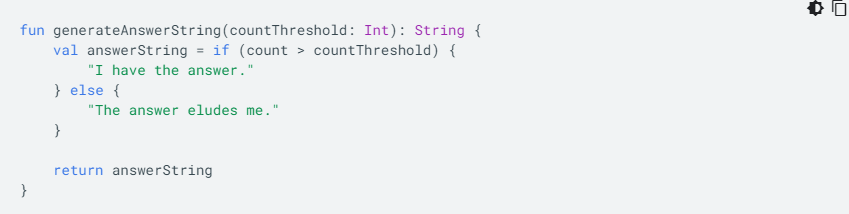 fun generateAnswerString(countThreshold: Int): String {
    val answerString = if (count > countThreshold) {
        "I have the answer."
    } else {
        "The answer eludes me."
    }

    return answerString
}